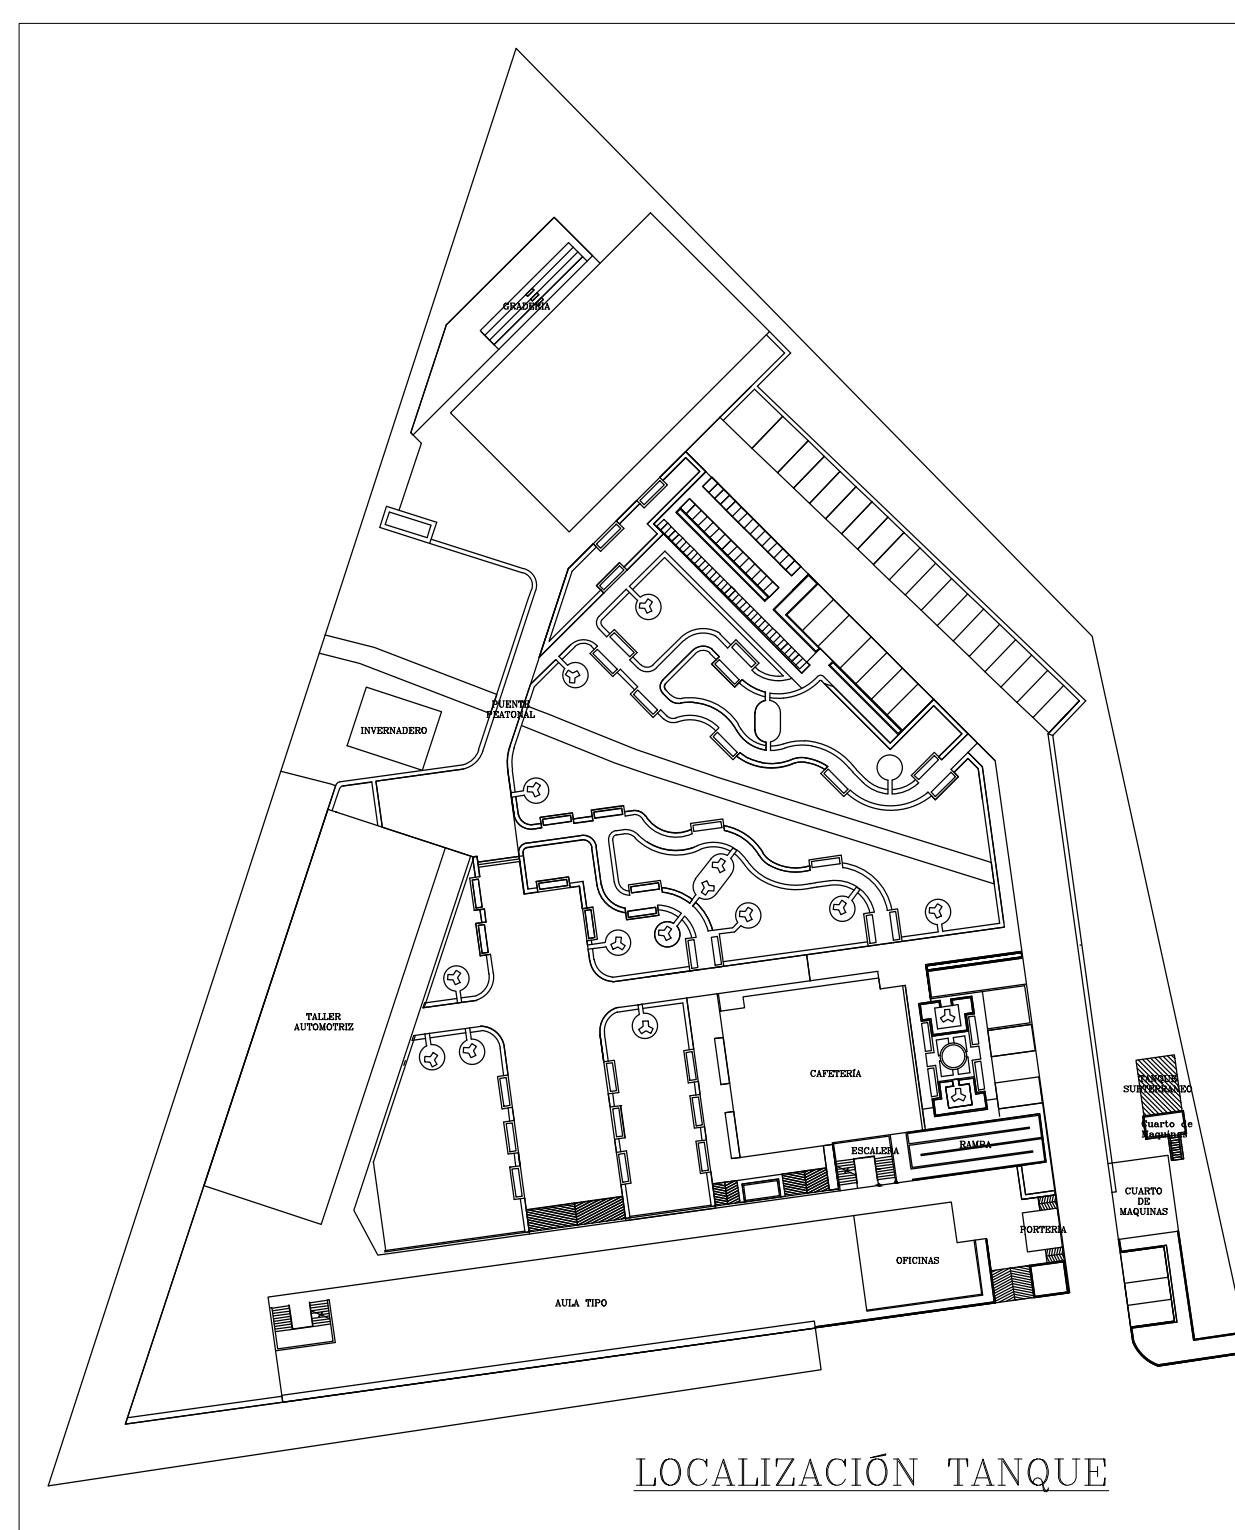 GRADERÍA
PUENTE
PEATONAL
INVERNADERO
TALLER
AUTOMOTRIZ
CAFETERÍA
TANQUE
SUBTERRANEO
Cuarto de
Maquinas
ESCALERA
RAMPA
CUARTO
DE
MAQUINAS
PORTERIA
OFICINAS
AULA TIPO
LOCALIZACIÓN TANQUE